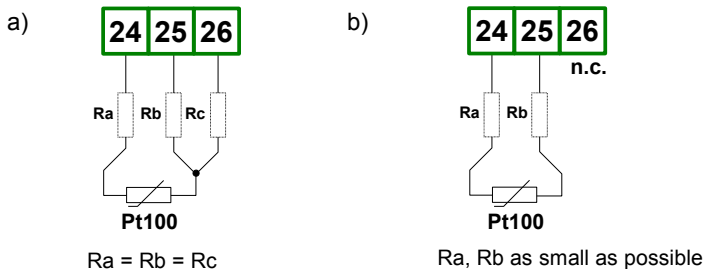 a)
24 25 26
Ra Rb Rc
Pt100
Ra = Rb = Rc
b)
24 25 26
n.c.
Ra Rb
Pt100
Ra, Rb as small as possible